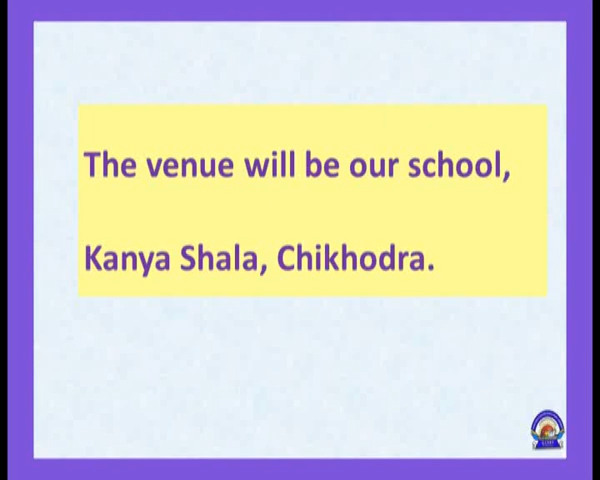 The venue will be our school,
Kanya Shala, Chikhodra.